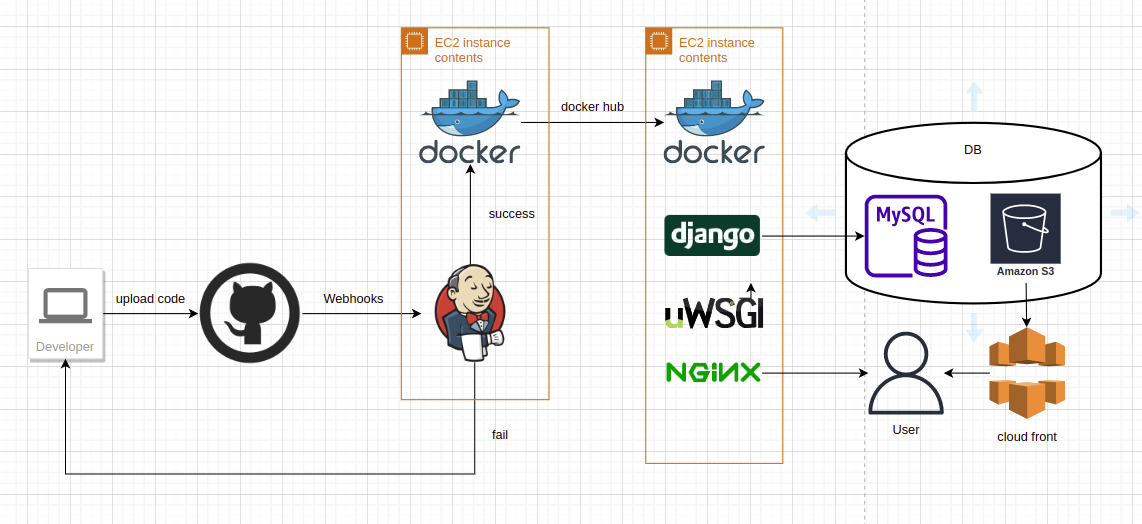 EC2 instance
contents
docker
success
docker hub
EC2 instance
contents
docker
django
uWSGI
NGiNX
DB
MySQL
Amazon S3
Developer
upload code
Webhooks
fail
User
cloud front